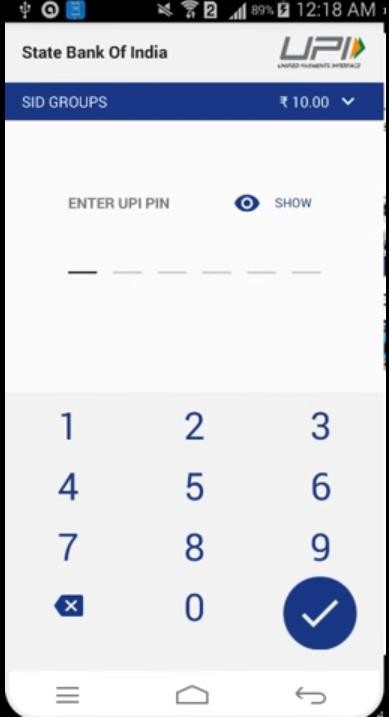 89% 12:18 AM
State Bank Of India UPI
UNIFIED PAYMENTS INTERFACE
SID GROUPS ₹ 10.00
ENTER UPI PIN SHOW
1 2 3
4 5 6
7 8 9
0